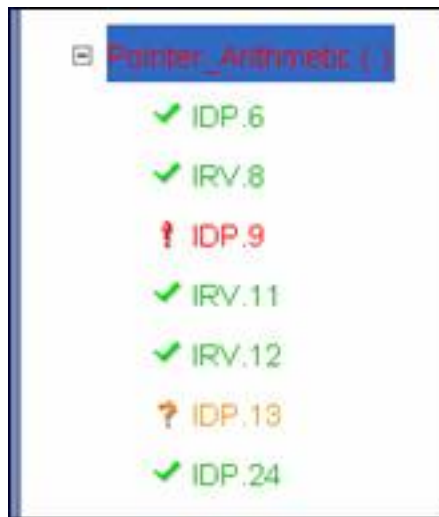 Pointer_Arithmetic ( )
IDP.6
IRV.8
IDP.9
IRV.11
IRV.12
IDP.13
IDP.24